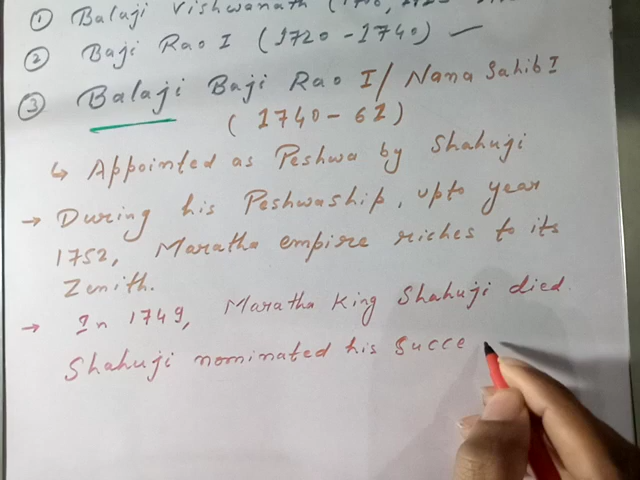 ① Balaji Vishwanath
② Baji Rao I (1720-1740) —
③ Balaji Baji Rao I/ Nana Sahib I
(1740-61)
↳ Appointed as Peshwa by Shahuji
→ During his Peshwaship, upto year
1752, Maratha empire riches to its
Zenith.
→ In 1749, Maratha King Shahuji died.
Shahuji nominated his Succe